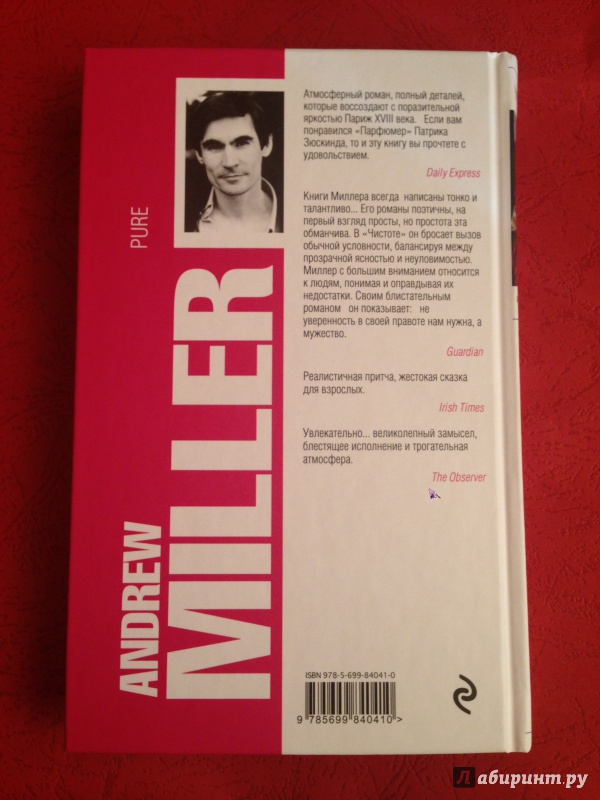 PURE
ANDREW
MILLER
Атмосферный роман, полный деталей,
которые воссоздают с поразительной
яркостью Париж XVIII века. Если вам
понравился «Парфюмер» Патрика
Зюскинда, то и эту книгу вы прочтете с
удовольствием.
Daily Express
Книги Миллера всегда написаны тонко и
талантливо... Его романы поэтичны, на
первый взгляд просты, но простота эта
обманчива. В «Чистоте» он бросает вызов
обычной условности, балансируя между
прозрачной ясностью и неуловимостью.
Миллер с большим вниманием относится
к людям, понимая и оправдывая их
недостатки. Своим блистательным
романом он показывает: не
уверенность в своей правоте нам нужна, а
мужество.
Guardian
Реалистичная притча, жестокая сказка
для взрослых.
Irish Times
Увлекательно... великолепный замысел,
блестящее исполнение и трогательная
атмосфера.
The Observer
ISBN 978-5-699-84041-0
9 785699 840410>
Лабиринт.ру